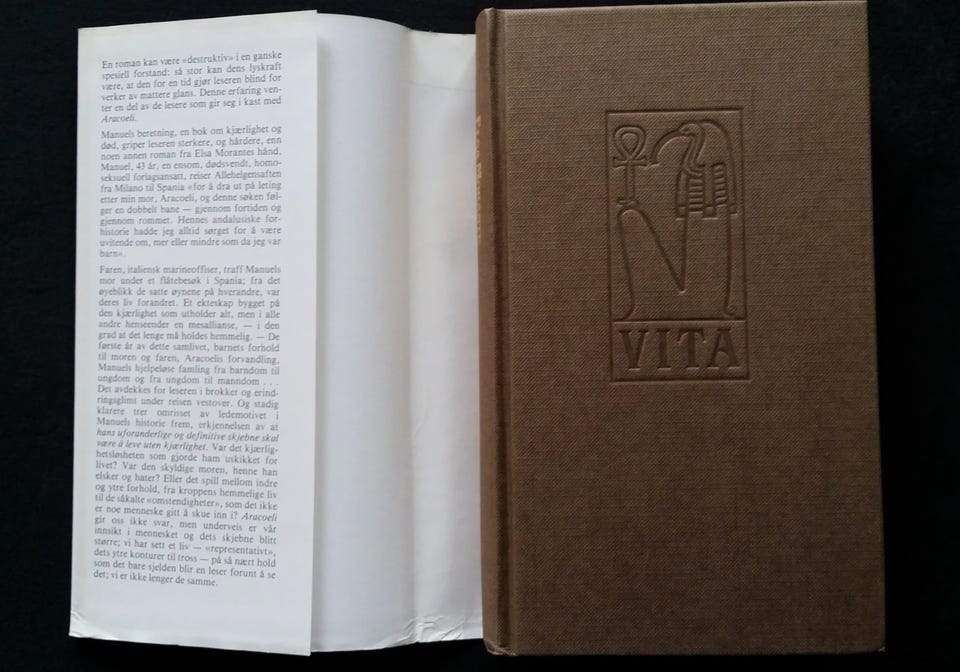 En roman kan være «destruktiv» i en ganske
spesiell forstand: så stor kan dens lyskraft
være, at den for en tid gjør leseren blind for
verker av mattere glans. Denne erfaring ven-
ter en del av de lesere som gir seg i kast med
Aracoeli.
Manuels beretning, en bok om kjærlighet og
død, griper leseren sterkere, og hårdere, enn
noen annen roman fra Elsa Morantes hånd.
Manuel, 43 år, en ensom, dødsvendt, homo-
seksuell forlagsansatt, reiser Allehelgensaften
fra Milano til Spania «for å dra ut på leting
etter min mor, Aracoeli, og denne søken føl-
ger en dobbelt bane — gjennom fortiden og
gjennom rommet. Hennes andalusiske for-
historie hadde jeg alltid sørget for å være
uvitende om, mer eller mindre som da jeg var
barn».
Faren, italiensk marineoffiser, traff Manuels
mor under et flåtebesøk i Spania; fra det
øyeblikk de satte øynene på hverandre, var
deres liv forandret. Et ekteskap bygget på
den kjærlighet som utholder alt, men i alle
andre henseender en mesallianse, — i den
grad at det lenge må holdes hemmelig. — De
første år av dette samlivet, barnets forhold
til moren og faren, Aracoelis forvandling,
Manuels hjelpeløse famling fra barndom til
ungdom og fra ungdom til manndom . . .
Det avdekkes for leseren i brokker og erind-
ringsglimt under reisen vestover. Og stadig
klarere trer omrisset av ledemotivet i
Manuels historie frem, erkjennelsen av at
hans uforanderlige og definitive skjebne skal
være å leve uten kjærlighet. Var det kjærlig-
hetsløsheten som gjorde ham uskikket for
livet? Var den skyldige moren, henne han
elsker og hater? Eller det spill mellom indre
og ytre forhold, fra kroppens hemmelige liv
til de såkalte «omstendigheter», som det ikke
er noe menneske gitt å skue inn i? Aracoeli
gir oss ikke svar, men underveis er vår
innsikt i mennesket og dets skjebne blitt
større; vi har sett et liv — «representativt»,
dets ytre konturer til tross — på så nært hold
som det bare sjelden blir en leser forunt å se
det; vi er ikke lenger de samme.
VITA